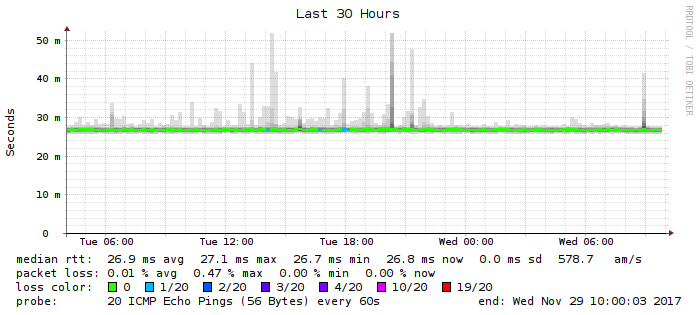 Last 30 Hours
RRDTOOL / TOBI OETIKER
Seconds
50 m
40 m
30 m
20 m
10 m
0
Tue 06:00 Tue 12:00 Tue 18:00 Wed 00:00 Wed 06:00
median rtt: 26.9 ms avg 27.1 ms max 26.7 ms min 26.8 ms now 0.0 ms sd 578.7 am/s
packet loss: 0.01 % avg 0.47 % max 0.00 % min 0.00 % now
loss color: 0 1/20 2/20 3/20 4/20 10/20 19/20
probe: 20 ICMP Echo Pings (56 Bytes) every 60s end: Wed Nov 29 10:00:03 2017